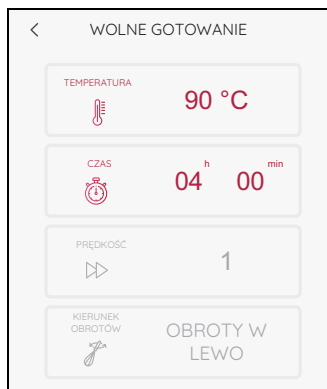 WOLNE GOTOWANIE
TEMPERATURA
90 °C
CZAS
04 h 00 min
PRĘDKOŚĆ
1
KIERUNEK
OBROTÓW
OBROTY W
LEWO